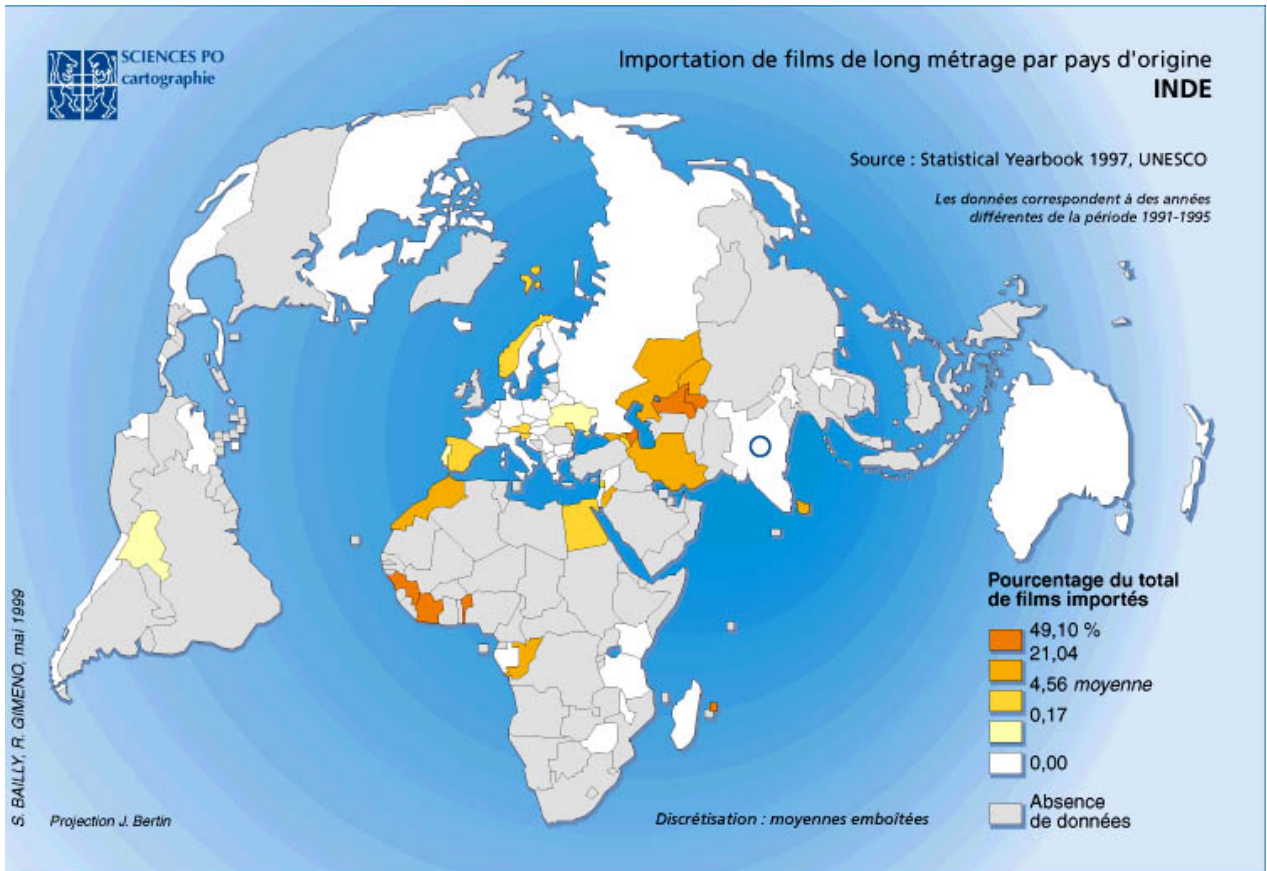 SCIENCES PO
cartographie
Importation de films de long métrage par pays d'origine
INDE
Source : Statistical Yearbook 1997, UNESCO
Les données correspondent à des années
différentes de la période 1991-1995
Pourcentage du total
de films importés
49,10 %
21,04
4,56 moyenne
0,17
0,00
Absence
de données
Discrétisation : moyennes emboîtées
Projection J. Bertin
S. BAILLY, R. GIMENO, mai 1999